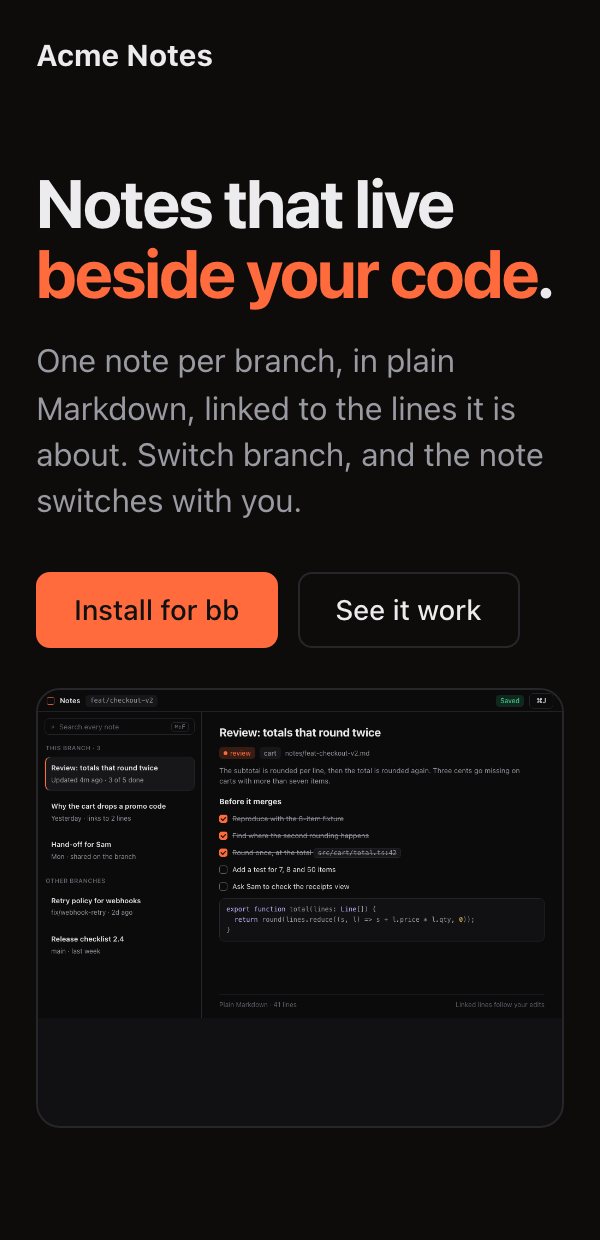 Acme Notes
Notes that live
beside your code.
One note per branch, in plain
Markdown, linked to the lines it is
about. Switch branch, and the note
switches with you.
Install for bb
See it work
Notes
feat/checkout-v2
Saved
⌘J
Search every note
THIS BRANCH · 3
Review: totals that round twice
Updated 4m ago · 3 of 5 done
Why the cart drops a promo code
Yesterday · links to 2 lines
Hand-off for Sam
Mon · shared on the branch
OTHER BRANCHES
Retry policy for webhooks
fix/webhook-retry · 2d ago
Release checklist 2.4
main · last week
Review: totals that round twice
review
cart
notes/feat-checkout-v2.md
The subtotal is rounded per line, then the total is rounded again. Three cents go missing on
carts with more than seven items.
Before it merges
Reproduce with the 6-item fixture
Find where the second rounding happens
Round once, at the total src/cart/total.ts:42
Add a test for 7, 8 and 50 items
Ask Sam to check the receipts view
export function total(lines: Line[]) {
return round(lines.reduce((s, l) => s + l.price * l.qty, 0));
}
Plain Markdown · 41 lines
Linked lines follow your edits